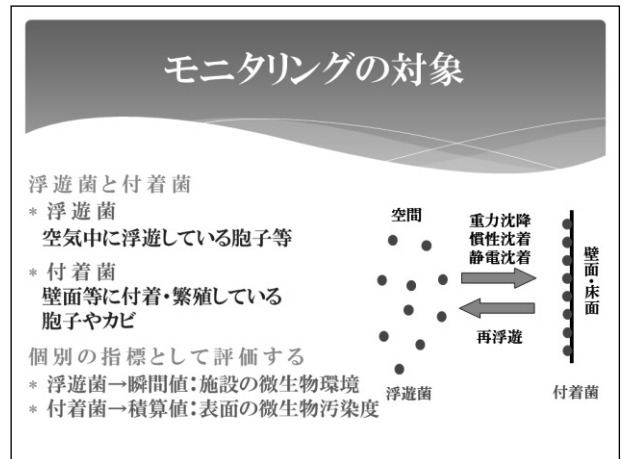 モニタリングの対象
浮遊菌と付着菌
* 浮遊菌
空気中に浮遊している胞子等
* 付着菌
壁面等に付着・繁殖している
胞子やカビ
個別の指標として評価する
* 浮遊菌→瞬間値:施設の微生物環境
* 付着菌→積算値:表面の微生物汚染度
空間
重力沈降
慣性沈着
静電沈着
再浮遊
壁面・床面
浮遊菌
付着菌